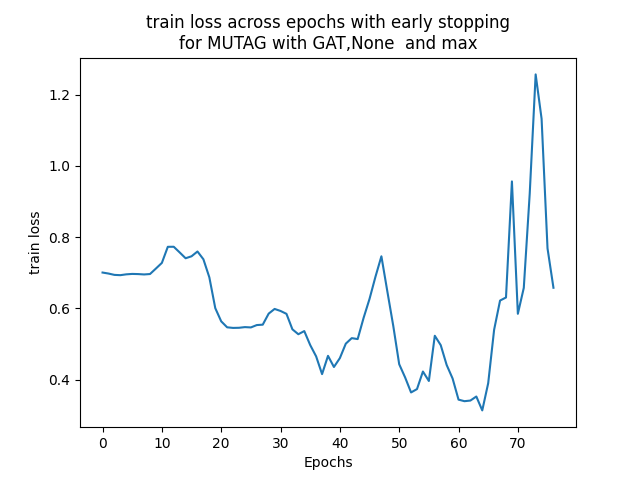 train loss across epochs with early stopping
for MUTAG with GAT,None  and max
1.2
1.0
0.8
0.6
0.4
train loss
0 10 20 30 40 50 60 70
Epochs